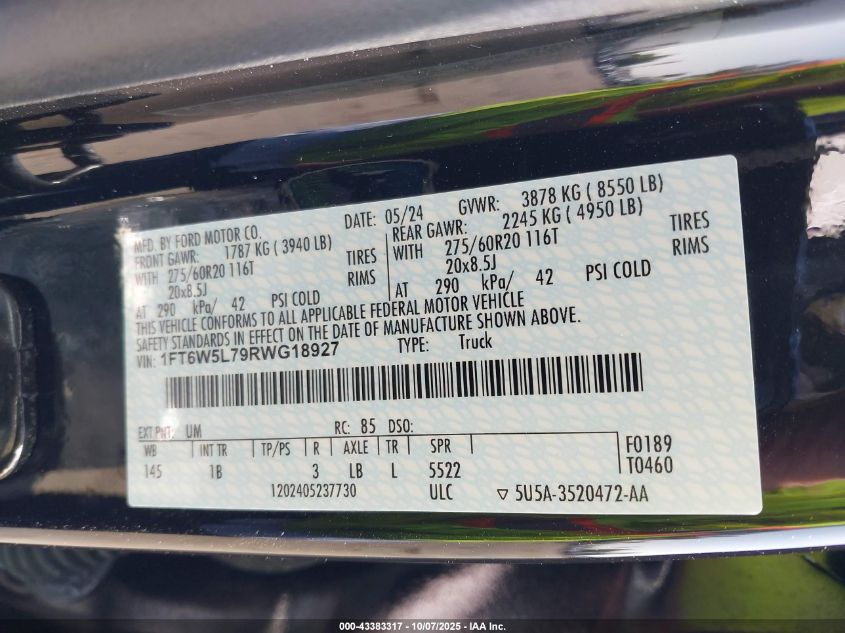 MFD. BY FORD MOTOR CO.
DATE: 05/24 GVWR: 3878 KG ( 8550 LB)
FRONT GAWR: 1787 KG ( 3940 LB)
REAR GAWR: 2245 KG ( 4950 LB)
WITH 275/60R20 116T TIRES
WITH 275/60R20 116T TIRES
20x8.5J RIMS
20x8.5J RIMS
AT 290 kPa/ 42 PSI COLD
AT 290 kPa/ 42 PSI COLD
THIS VEHICLE CONFORMS TO ALL APPLICABLE FEDERAL MOTOR VEHICLE
SAFETY STANDARDS IN EFFECT ON THE DATE OF MANUFACTURE SHOWN ABOVE.
VIN: 1FT6W5L79RWG18927 TYPE: Truck
EXT PNT: UM RC: 85 DSO:
WB INT TR TP/PS R AXLE TR SPR F0189
145 1B 3 LB L 5522 T0460
1202405237730 ULC ▽ 5U5A-3520472-AA
000-43383317 - 10/07/2025 - IAA Inc.